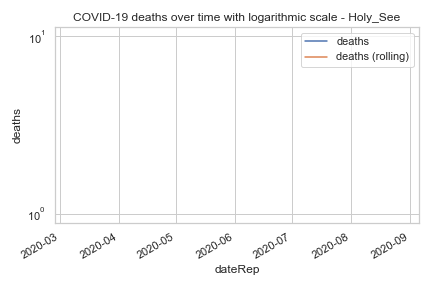 COVID-19 deaths over time with logarithmic scale - Holy_See
10¹
deaths
deaths (rolling)
deaths
10⁰
2020-03
2020-04
2020-05
2020-06
2020-07
2020-08
2020-09
dateRep